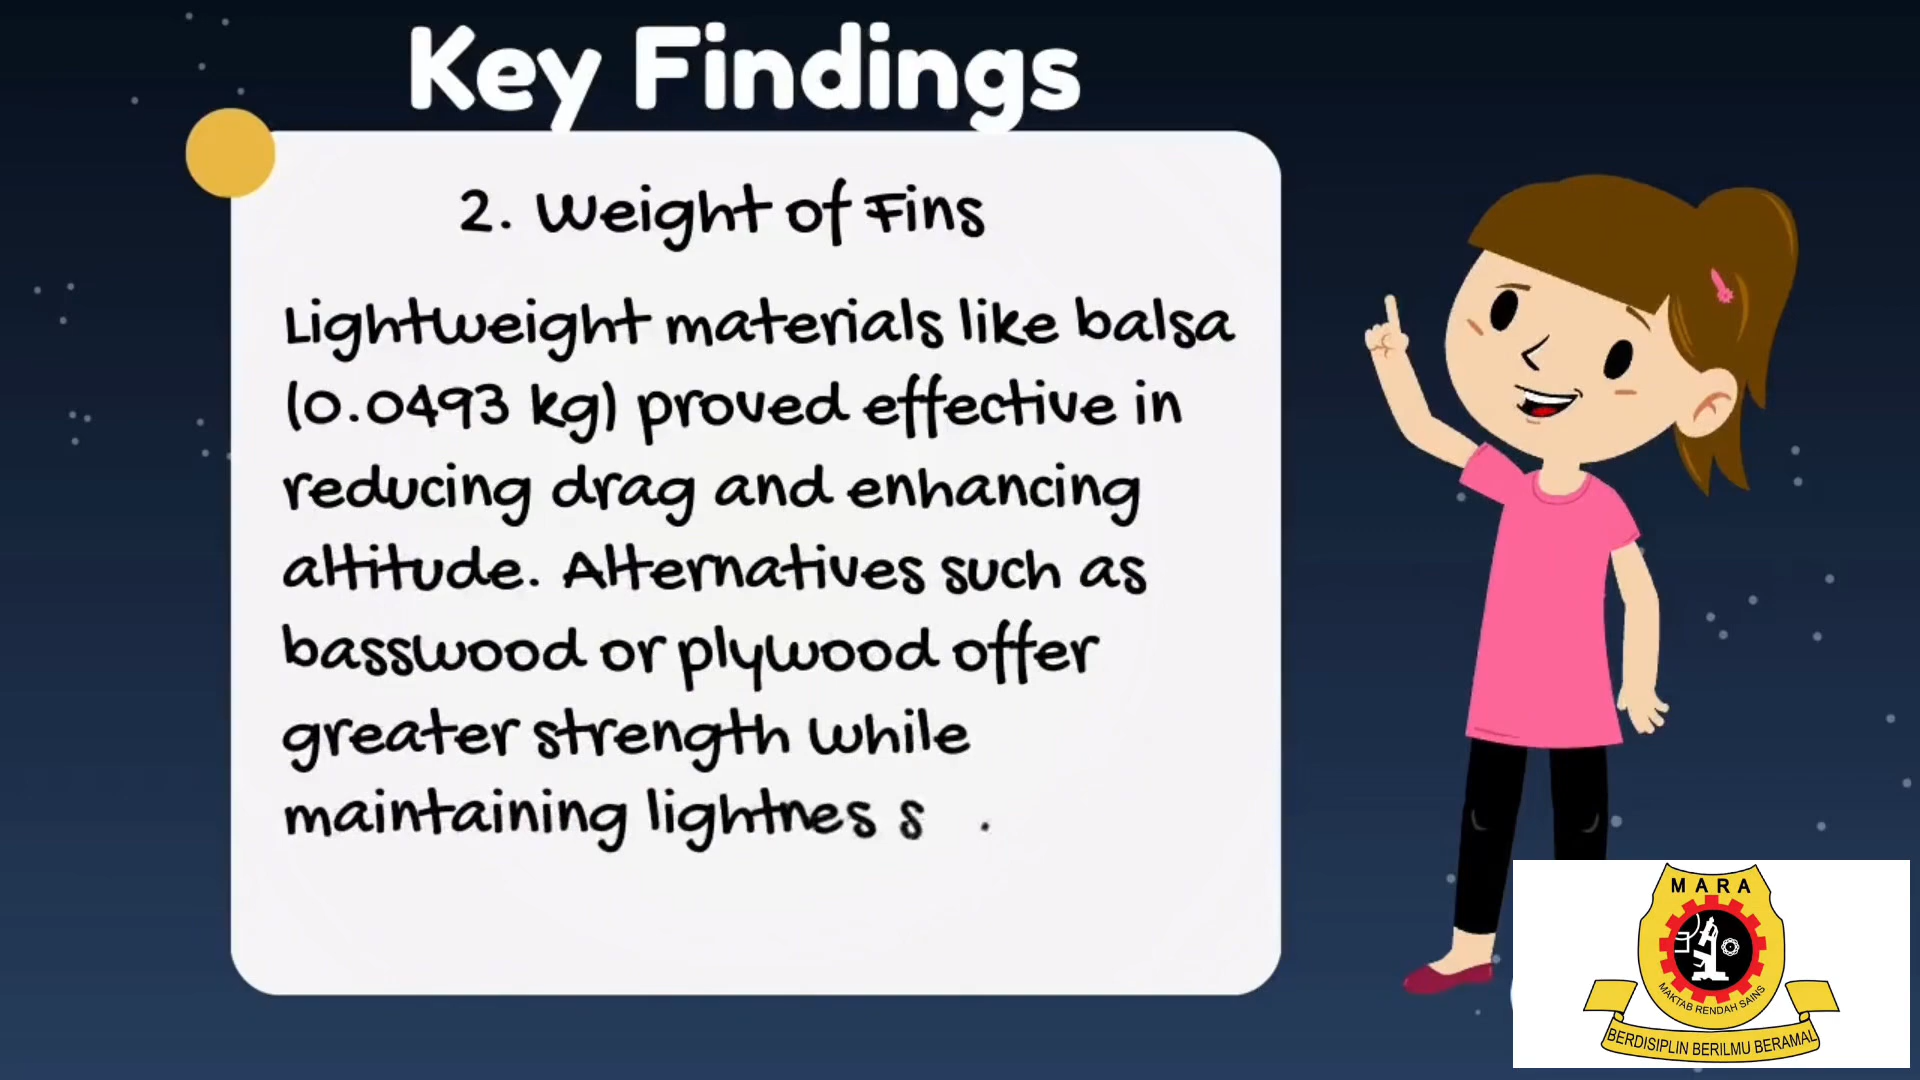 Key Findings
2. Weight of Fins
Lightweight materials like balsa
(0.0493 kg) proved effective in
reducing drag and enhancing
altitude. Alternatives such as
basswood or plywood offer
greater strength while
maintaining lightness.
MARA
MAKTAB RENDAH SAINS
BERDISIPLIN BERILMU BERAMAL